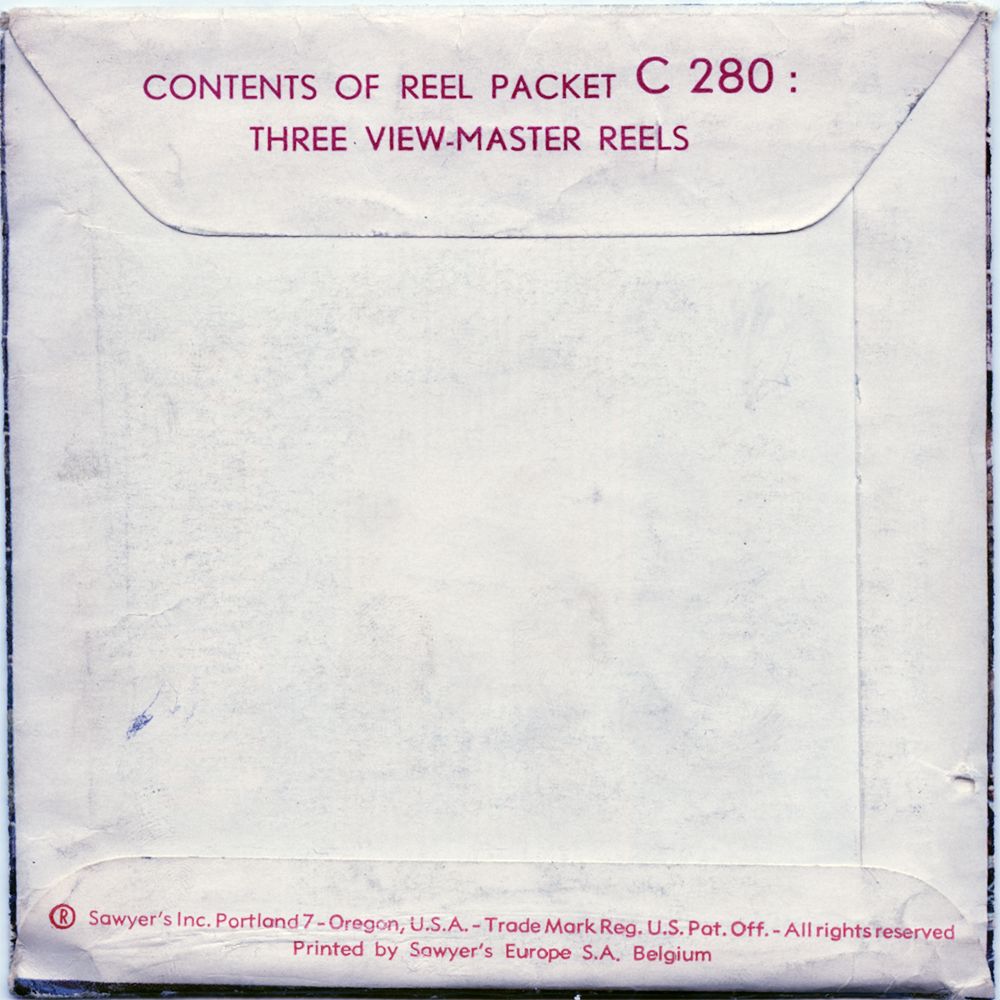 CONTENTS OF REEL PACKET C 280 :
THREE VIEW-MASTER REELS
® Sawyer's Inc. Portland 7 - Oregon, U.S.A. - Trade Mark Reg. U.S. Pat. Off. - All rights reserved
Printed by Sawyer's Europe S.A. Belgium